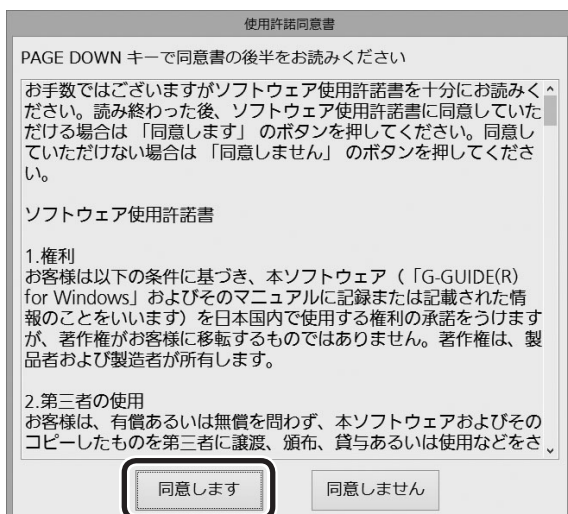 使用許諾同意書
PAGE DOWN キーで同意書の後半をお読みください
お手数ではございますがソフトウェア使用許諾書を十分にお読みく
ださい。読み終わった後、ソフトウェア使用許諾書に同意していた
だける場合は 「同意します」 のボタンを押してください。同意し
ていただけない場合は 「同意しません」 のボタンを押してくださ
い。
ソフトウェア使用許諾書
1.権利
お客様は以下の条件に基づき、本ソフトウェア（「G-GUIDE(R)
for Windows」およびそのマニュアルに記録または記載された情
報のことをいいます）を日本国内で使用する権利の承諾をうけます
が、著作権がお客様に移転するものではありません。著作権は、製
品者および製造者が所有します。
2.第三者の使用
お客様は、有償あるいは無償を問わず、本ソフトウェアおよびその
コピーしたものを第三者に譲渡、頒布、貸与あるいは使用などをさ
同意します
同意しません